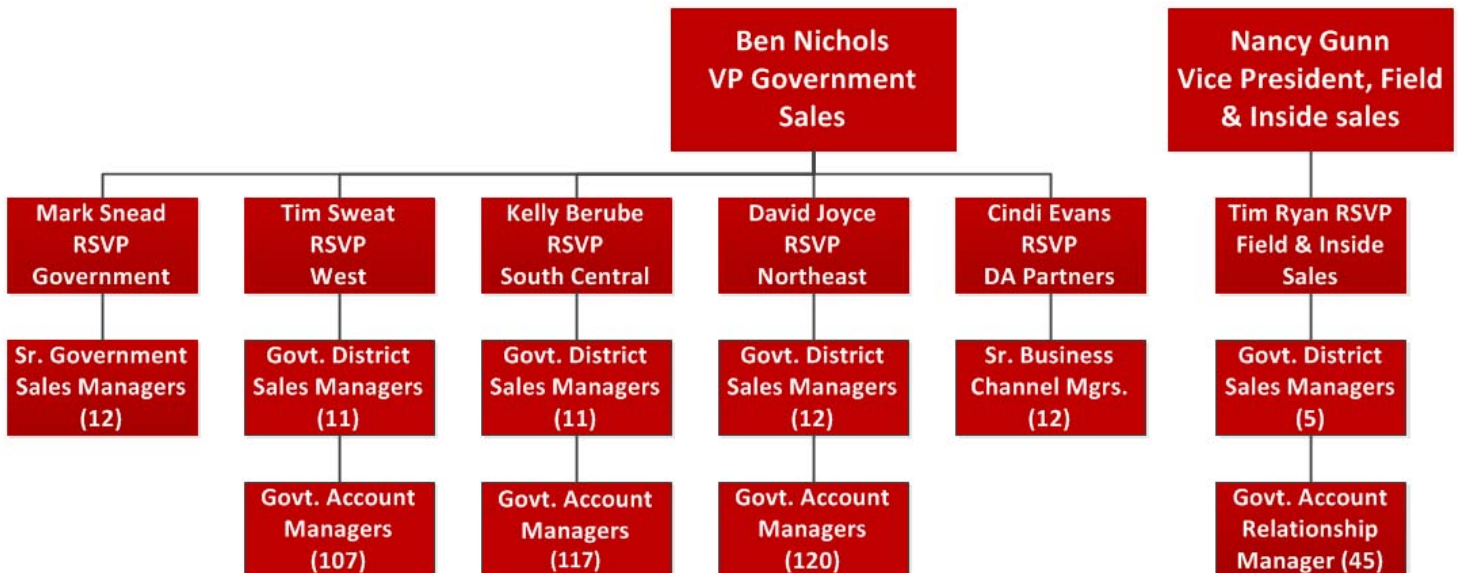 Ben Nichols
VP Government
Sales
Nancy Gunn
Vice President, Field
& Inside sales
Mark Snead
RSVP
Government
Tim Sweat
RSVP
West
Kelly Berube
RSVP
South Central
David Joyce
RSVP
Northeast
Cindi Evans
RSVP
DA Partners
Tim Ryan RSVP
Field & Inside
Sales
Sr. Government
Sales Managers
(12)
Govt. District
Sales Managers
(11)
Govt. District
Sales Managers
(11)
Govt. District
Sales Managers
(12)
Sr. Business
Channel Mgrs.
(12)
Govt. District
Sales Managers
(5)
Govt. Account
Managers
(107)
Govt. Account
Managers
(117)
Govt. Account
Managers
(120)
Govt. Account
Relationship
Manager (45)